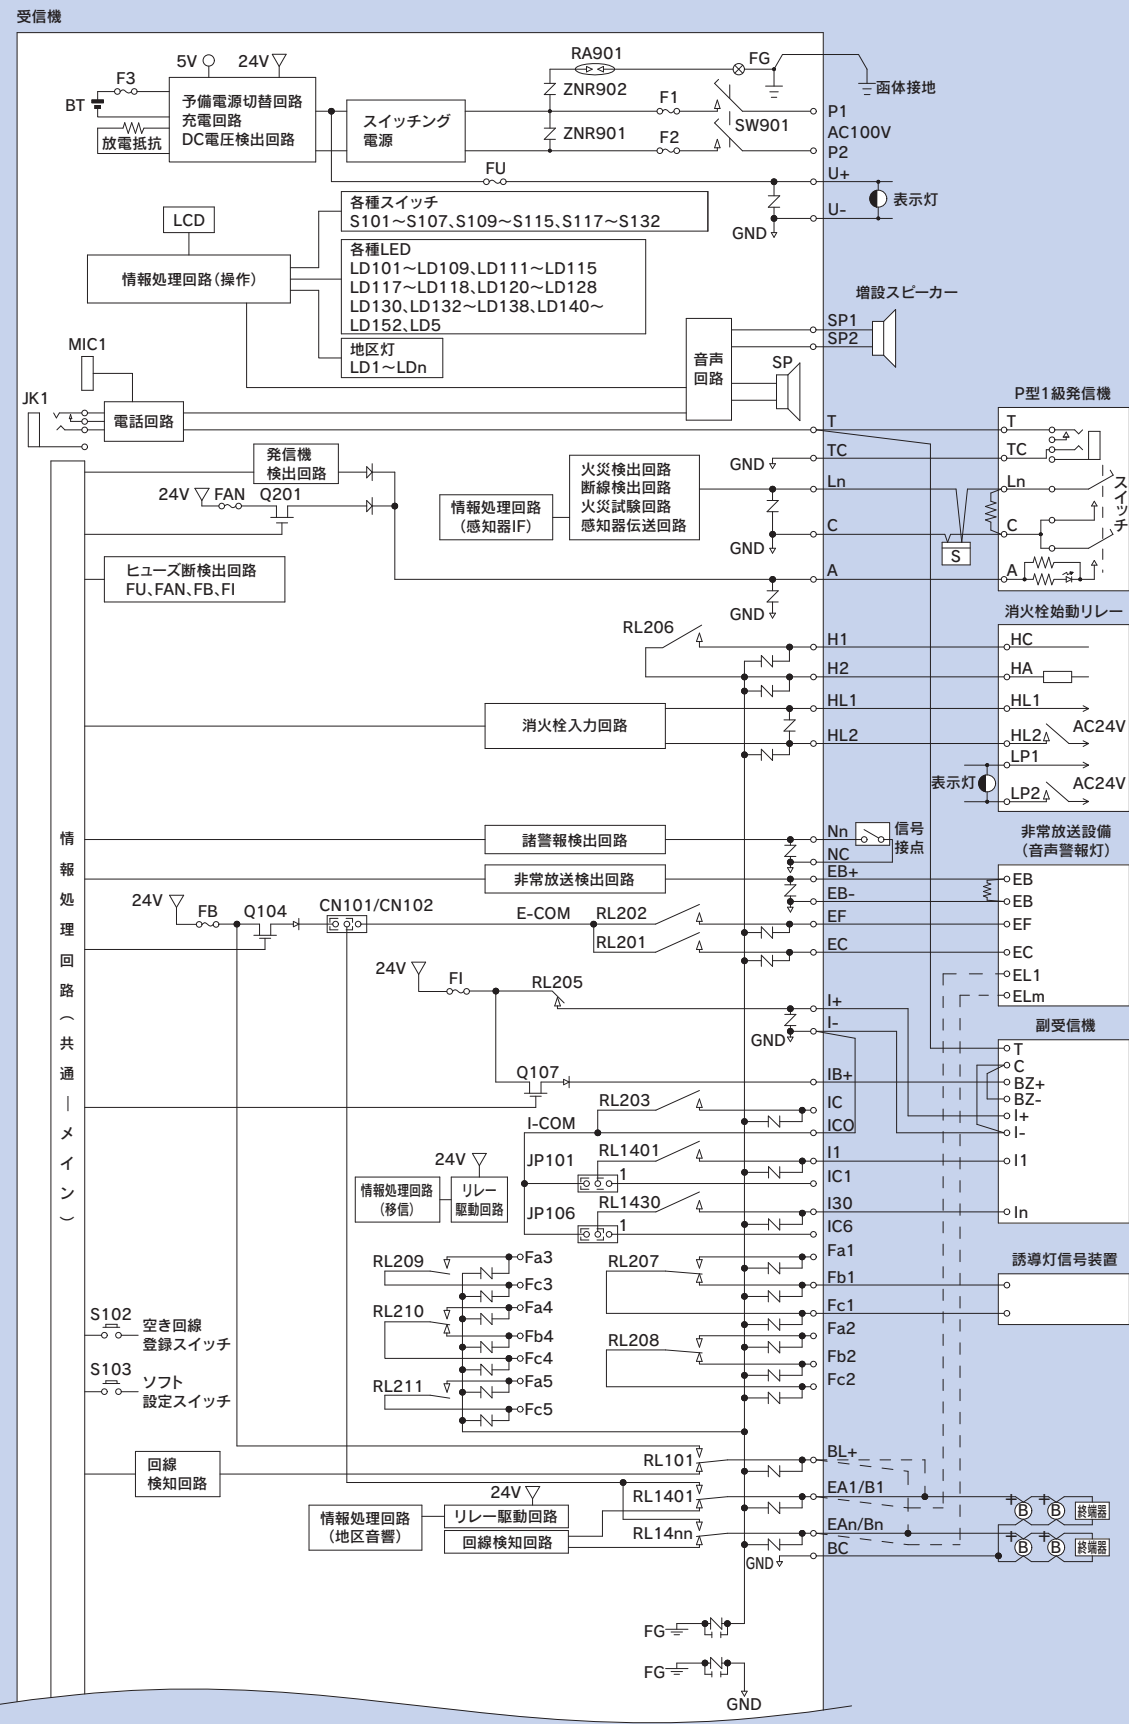 受信機
RA901
FG
5V
24V
F3
BT
予備電源切替回路
充電回路
DC電圧検出回路
放電抵抗
スイッチング
電源
ZNR902
ZNR901
F1
F2
SW901
函体接地
P1
AC100V
P2
FU
U+
表示灯
U-
GND
LCD
各種スイッチ
S101～S107、S109～S115、S117～S132
情報処理回路(操作)
各種LED
LD101～LD109、LD111～LD115
LD117～LD118、LD120～LD128
LD130、LD132～LD138、LD140～
LD152、LD5
地区灯
LD1～LDn
増設スピーカー
SP1
SP2
音声
回路
SP
MIC1
JK1
電話回路
P型1級発信機
T
T
TC
TC
GND
発信機
検出回路
24V
FAN
Q201
情報処理回路
(感知器IF)
火災検出回路
断線検出回路
火災試験回路
感知器伝送回路
Ln
Ln
スイッチ
C
C
GND
S
ヒューズ断検出回路
FU、FAN、FB、FI
A
A
GND
消火栓始動リレー
RL206
H1
HC
H2
HA
消火栓入力回路
HL1
HL1
HL2
HL2
AC24V
LP1
表示灯
LP2
AC24V
情報処理回路(共通ーメイン)
諸警報検出回路
Nn
信号
接点
NC
非常放送設備
(音声警報灯)
非常放送検出回路
EB+
EB
EB-
EB
24V
FB
Q104
CN101/CN102
E-COM
RL202
EF
EF
RL201
EC
EC
EL1
ELm
24V
FI
RL205
I+
I-
GND
副受信機
T
C
BZ+
BZ-
I+
I-
I1
In
Q107
IB+
RL203
IC
I-COM
ICO
JP101
RL1401
1
I1
IC1
24V
情報処理回路
(移信)
リレー
駆動回路
JP106
RL1430
1
I30
IC6
RL209
Fa3
Fc3
RL210
Fa4
Fb4
Fc4
RL211
Fa5
Fc5
RL207
Fa1
Fb1
Fc1
RL208
Fa2
Fb2
Fc2
誘導灯信号装置
S102
空き回線
登録スイッチ
S103
ソフト
設定スイッチ
回線
検知回路
RL101
BL+
24V
RL1401
EA1/B1
情報処理回路
(地区音響)
リレー駆動回路
回線検知回路
RL14nn
EAn/Bn
GND
BC
+
B
+
B
終端器
+
B
+
B
終端器
FG
FG
GND